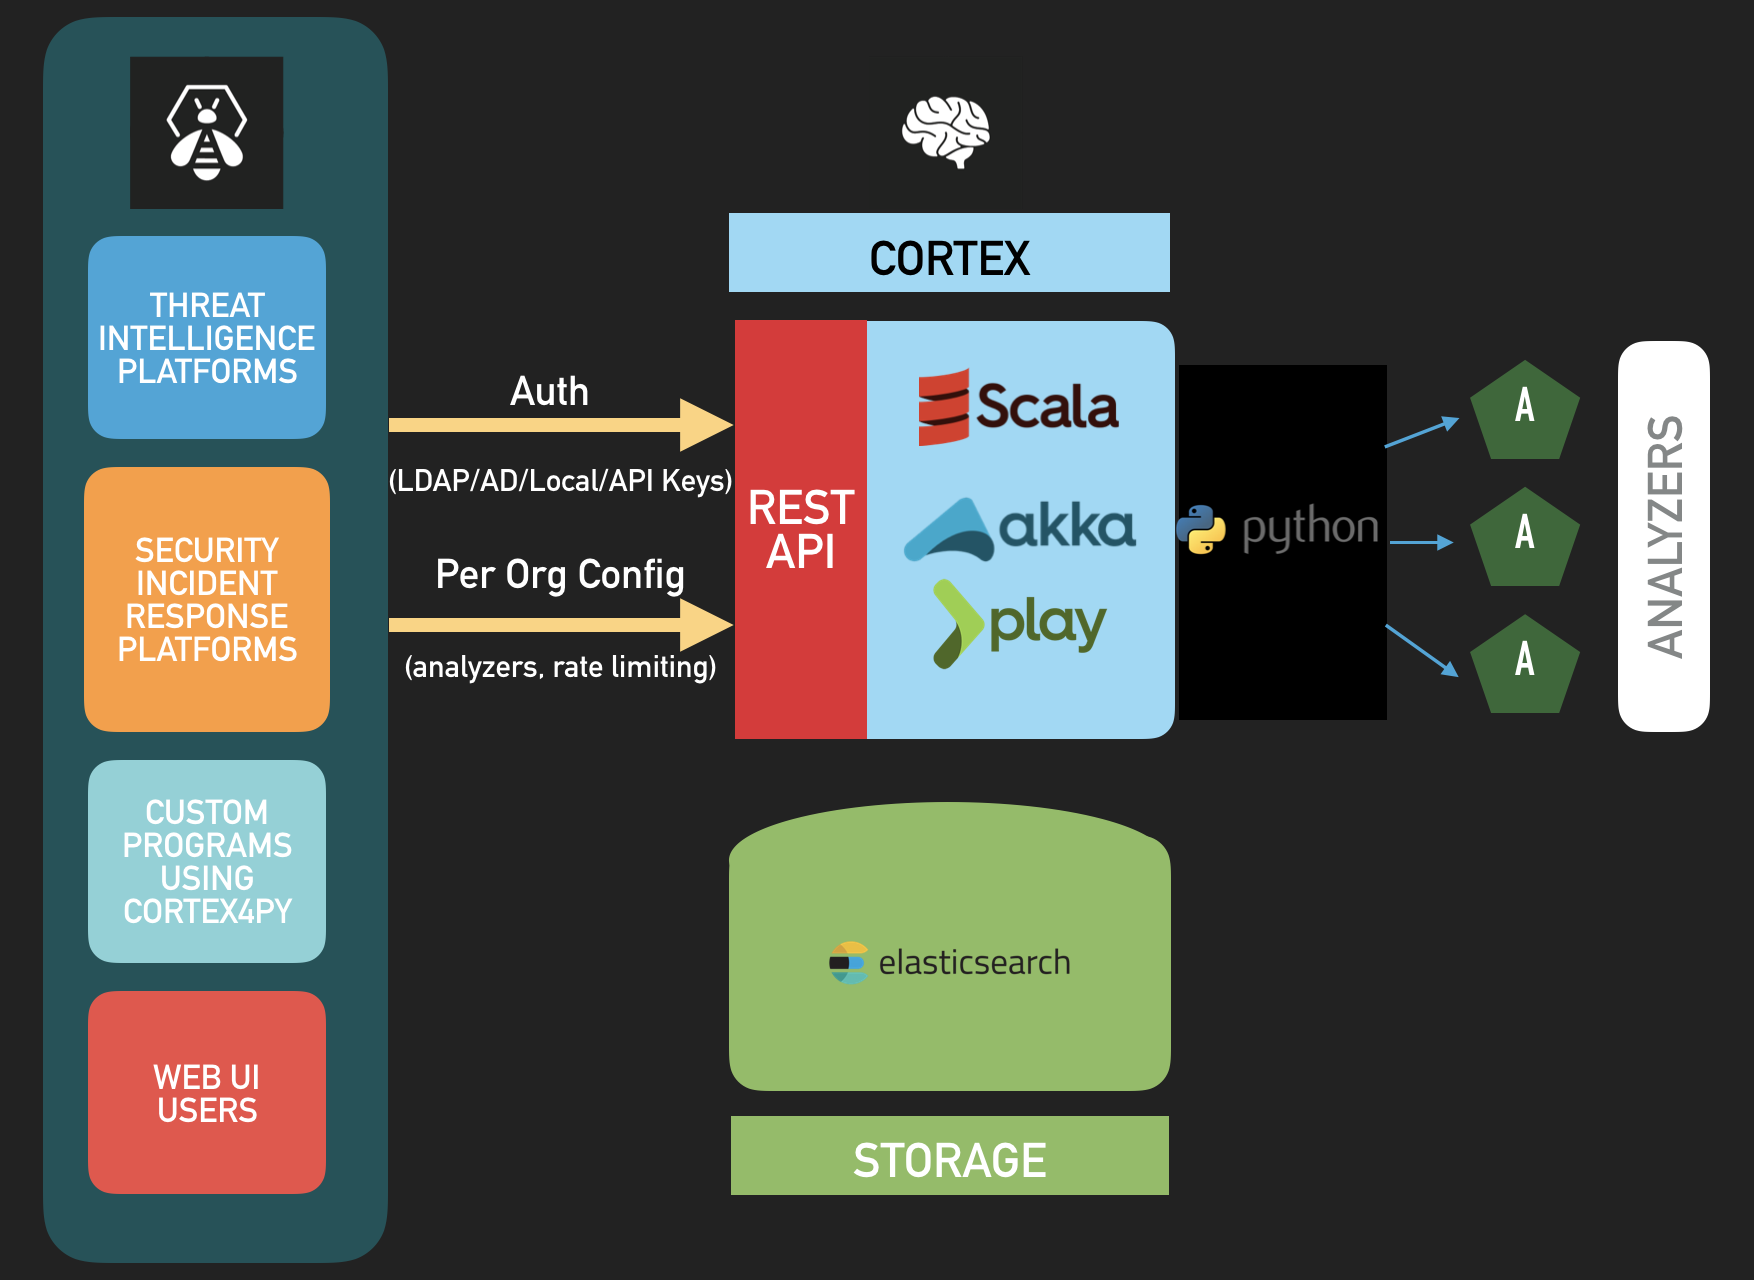 THREAT
INTELLIGENCE
PLATFORMS
SECURITY
INCIDENT
RESPONSE
PLATFORMS
CUSTOM
PROGRAMS
USING
CORTEX4PY
WEB UI
USERS
Auth
(LDAP/AD/Local/API Keys)
Per Org Config
(analyzers, rate limiting)
CORTEX
REST
API
Scala
akka
play
python
A
A
A
ANALYZERS
elasticsearch
STORAGE